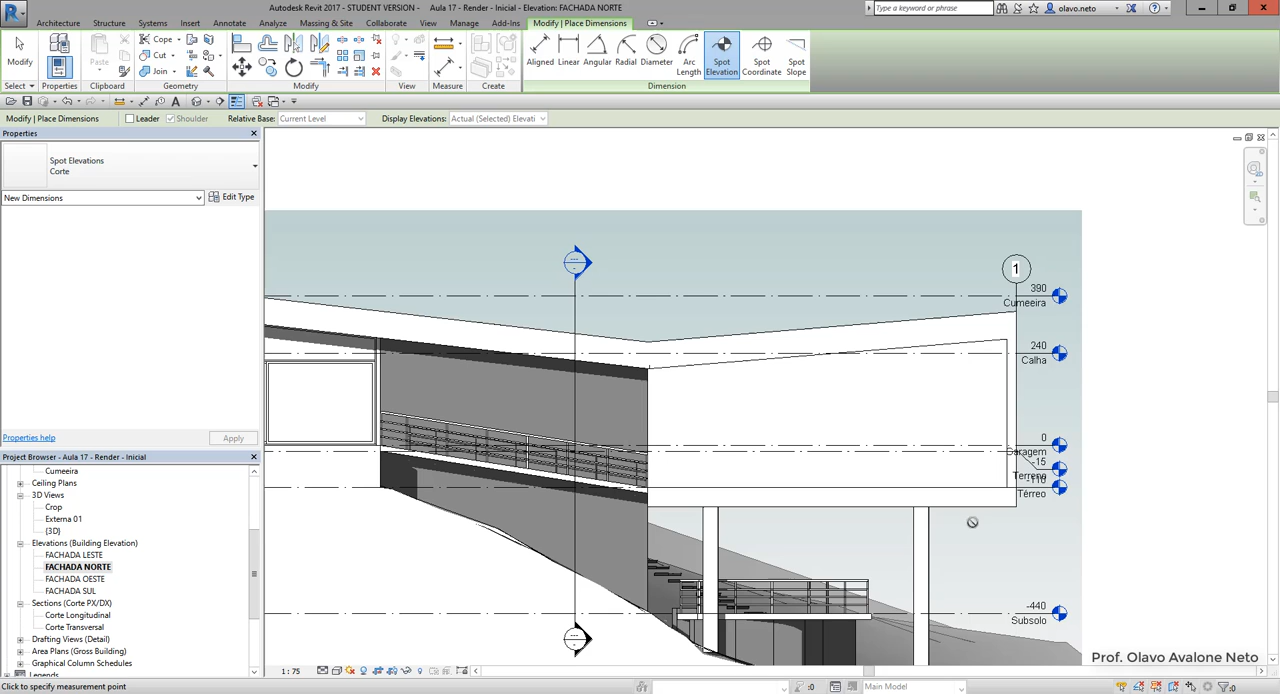 Autodesk Revit 2017 - STUDENT VERSION - Aula 17 - Render - Inicial - Elevation: FACHADA NORTE
Type a keyword or phrase
olavo.neto
Architecture Structure Systems Insert Annotate Analyze Massing & Site Collaborate View Manage Add-Ins Modify | Place Dimensions
Modify
Paste
Cope
Cut
Join
Aligned Linear Angular Radial Diameter Arc Length Spot Elevation Spot Coordinate Spot Slope
Select Properties Clipboard Geometry Modify View Measure Create Dimension
Modify | Place Dimensions Leader Shoulder Relative Base: Current Level Display Elevations: Actual (Selected) Elevati
Properties
Spot Elevations
Corte
New Dimensions
Edit Type
Properties help
Apply
Project Browser - Aula 17 - Render - Inicial
Cumeeira
Ceiling Plans
3D Views
Crop
Externa 01
{3D}
Elevations (Building Elevation)
FACHADA LESTE
FACHADA NORTE
FACHADA OESTE
FACHADA SUL
Sections (Corte PX/DX)
Corte Longitudinal
Corte Transversal
Drafting Views (Detail)
Area Plans (Gross Building)
Graphical Column Schedules
Legends
1
390
Cumeeira
240
Calha
0
Garagem
-15
Terreno
-110
Térreo
-440
Subsolo
Prof. Olavo Avalone Neto
1 : 75
Click to specify measurement point
:0
Main Model
:0